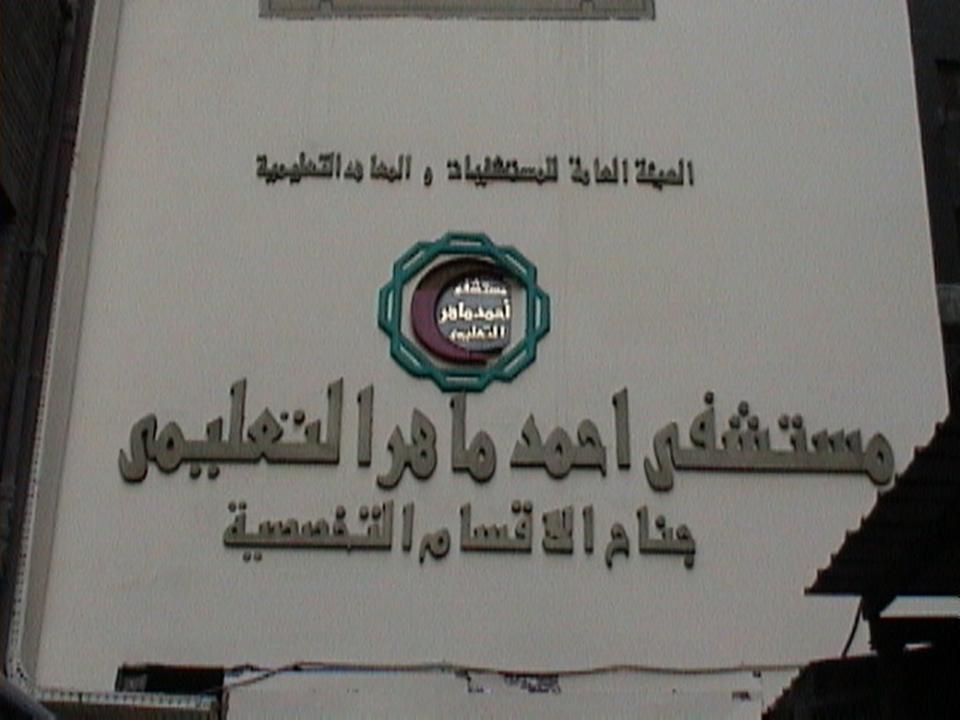 الهيئة العامة للمستشفيات و المعاهد التعليمية
مستشفى
أحمد ماهر
التعليمى
مستشفى احمد ماهر التعليمى
جناح الاقسام التخصصية